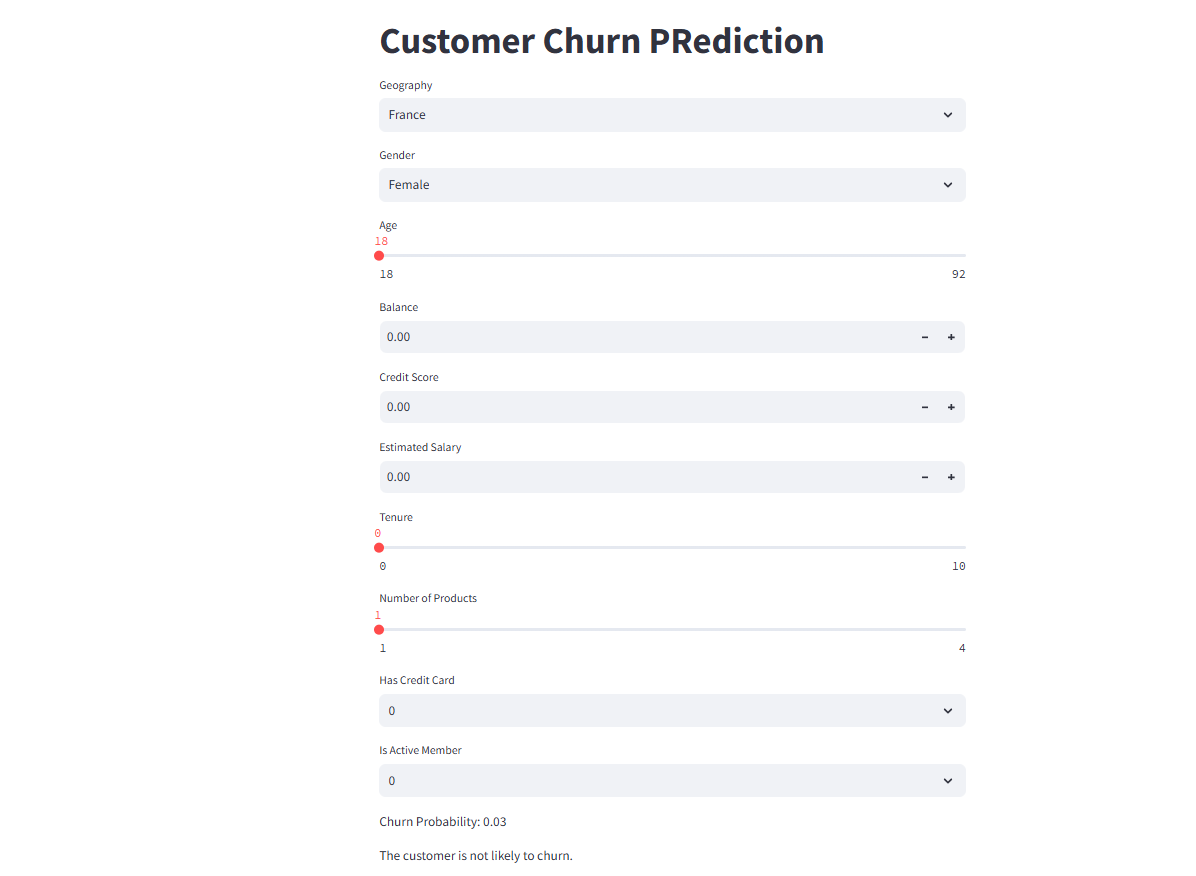 Customer Churn PRediction
Geography
France
Gender
Female
Age
18
18 92
Balance
0.00
Credit Score
0.00
Estimated Salary
0.00
Tenure
0
0 10
Number of Products
1
1 4
Has Credit Card
0
Is Active Member
0
Churn Probability: 0.03
The customer is not likely to churn.